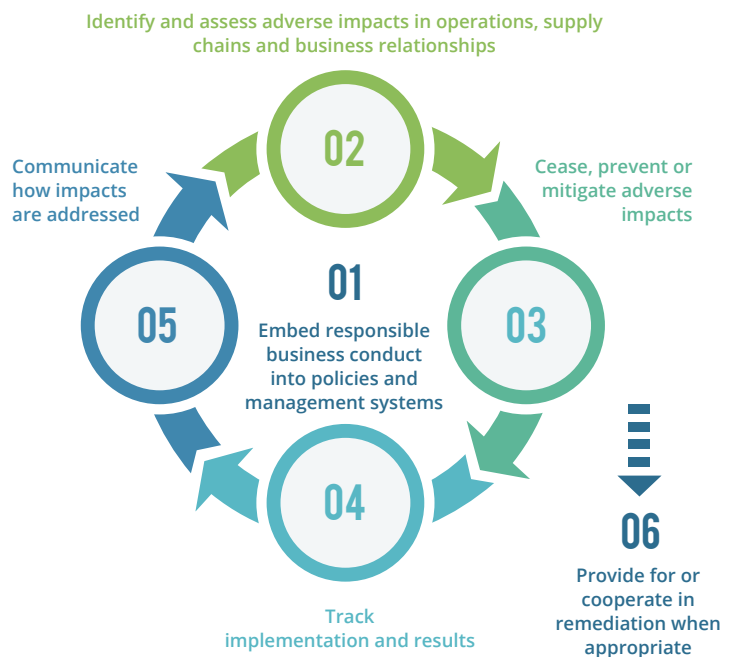 Identify and assess adverse impacts in operations, supply
chains and business relationships
02
Communicate
how impacts
are addressed
Cease, prevent or
mitigate adverse
impacts
01
Embed responsible
business conduct
into policies and
management systems
05
03
04
Track
implementation and results
06
Provide for or
cooperate in
remediation when
appropriate